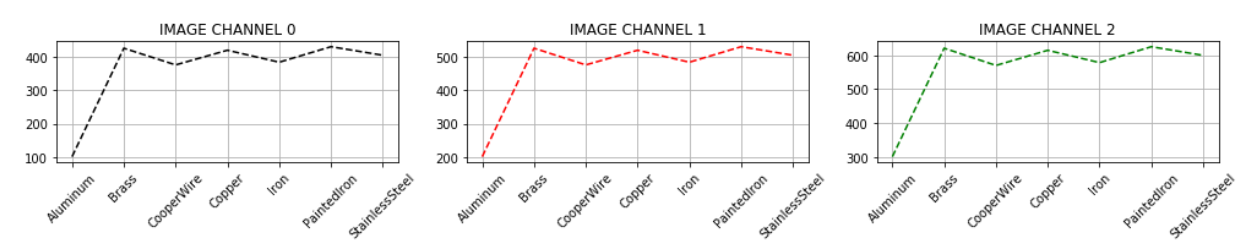 IMAGE CHANNEL 0
400
300
200
100
Aluminum
Brass
CooperWire
Copper
Iron
PaintedIron
StainlessSteel
IMAGE CHANNEL 1
500
400
300
200
Aluminum
Brass
CooperWire
Copper
Iron
PaintedIron
StainlessSteel
IMAGE CHANNEL 2
600
500
400
300
Aluminum
Brass
CooperWire
Copper
Iron
PaintedIron
StainlessSteel